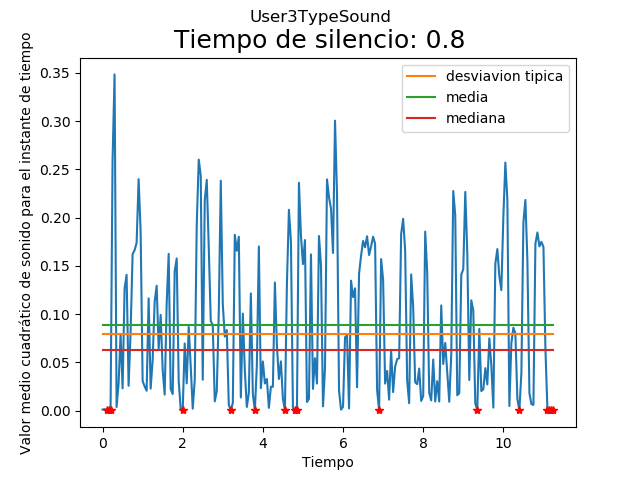 User3TypeSound
Tiempo de silencio: 0.8
Valor medio cuadrático de sonido para el instante de tiempo
0.35
0.30
0.25
0.20
0.15
0.10
0.05
0.00
desviavion tipica
media
mediana
0
2
4
6
8
10
Tiempo